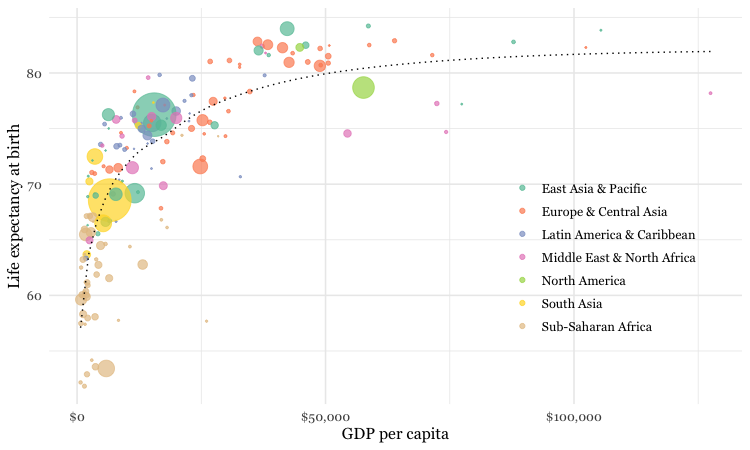 Life expectancy at birth
80
70
60
$0
$50,000
$100,000
GDP per capita
East Asia & Pacific
Europe & Central Asia
Latin America & Caribbean
Middle East & North Africa
North America
South Asia
Sub-Saharan Africa